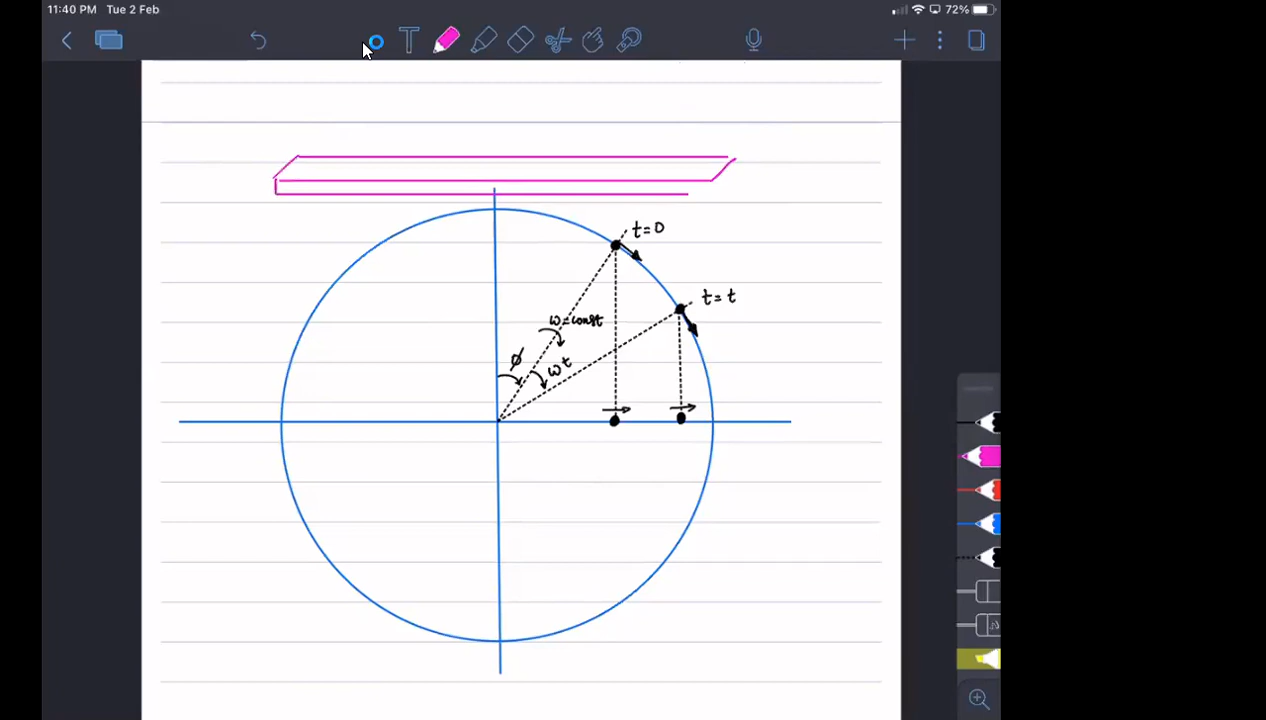 11:40 PM Tue 2 Feb
72%
T
t=0
t=t
ω=const
ø
ωt